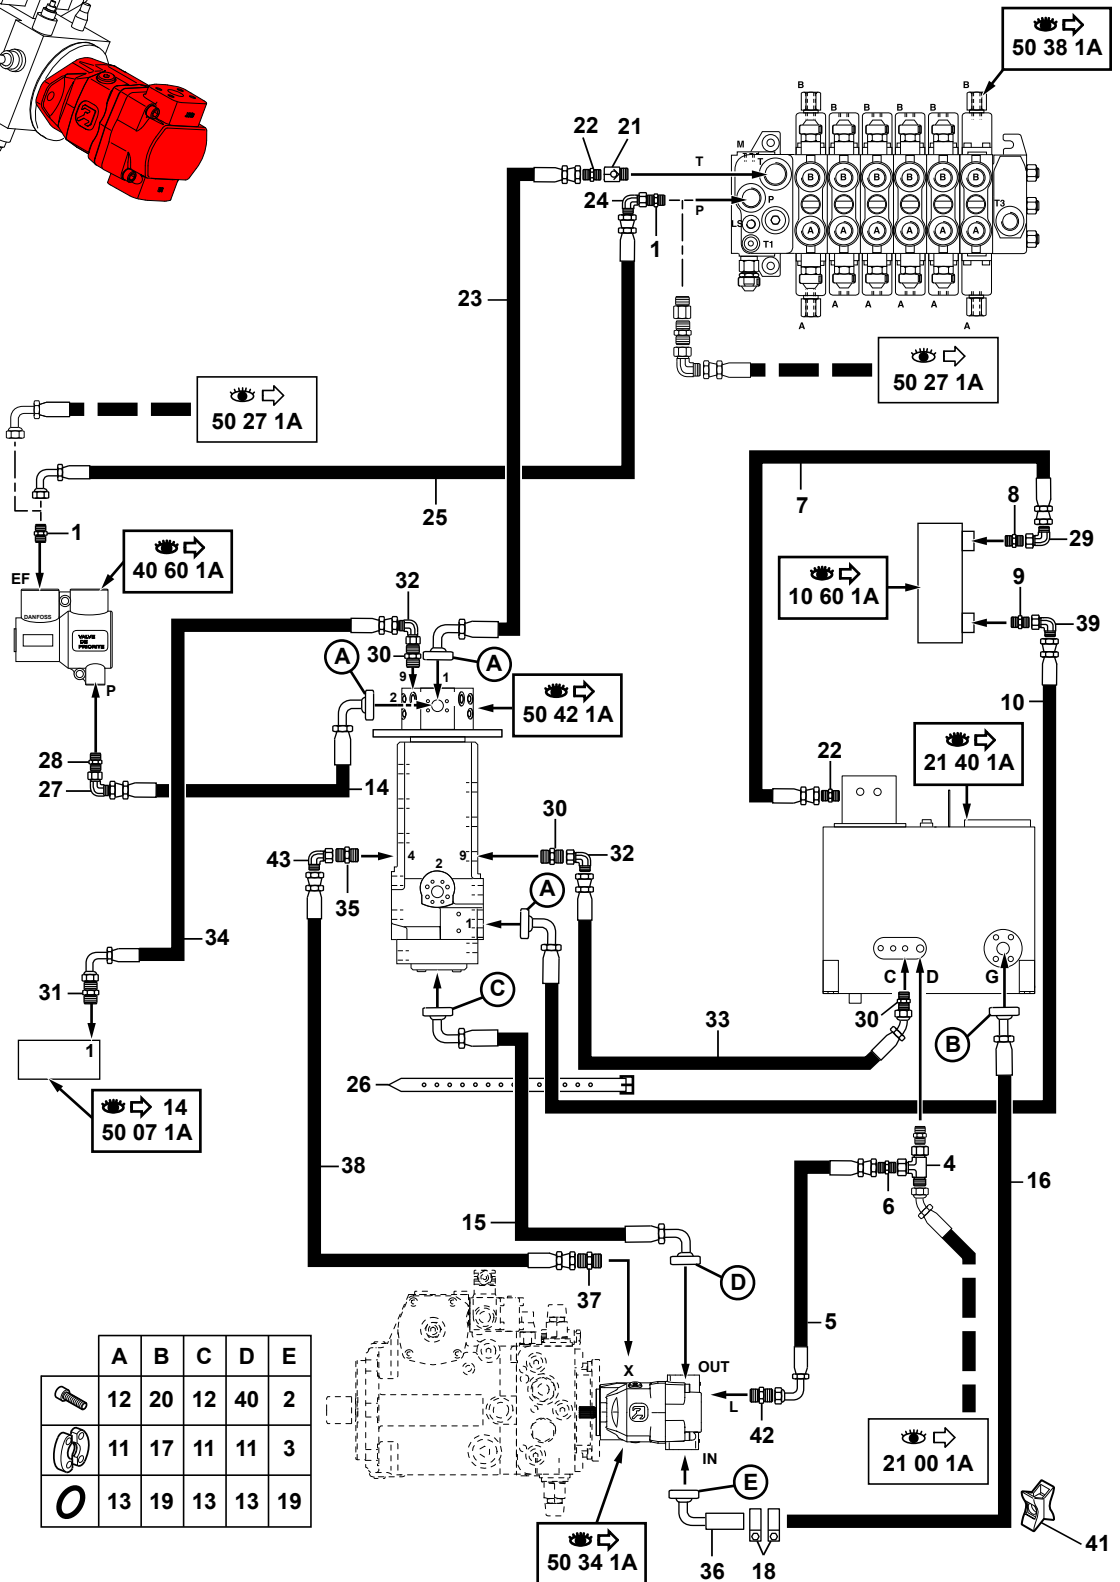 50 38 1A
B
B
B
B
B
B
22
21
M
T
T
B
B
B
B
B
B
24
P
P
T3
LS
1
A
A
A
A
A
A
T1
23
A
A
A
A
A
A
50 27 1A
50 27 1A
7
8
25
1
29
40 60 1A
EF
32
10 60 1A
9
DANFOSS
39
VALVE
DE
PRIORITE
30
A
A
9
1
P
2
50 42 1A
10
28
22
21 40 1A
27
14
30
43
4
9
32
2
35
A
1
34
C
D
G
31
C
30
33
B
1
26
14
50 07 1A
38
4
6
16
15
D
37
5
X
OUT
A
B
C
D
E
12
20
12
40
2
L
42
11
17
11
11
3
IN
21 00 1A
13
19
13
13
19
E
50 34 1A
36
18
41